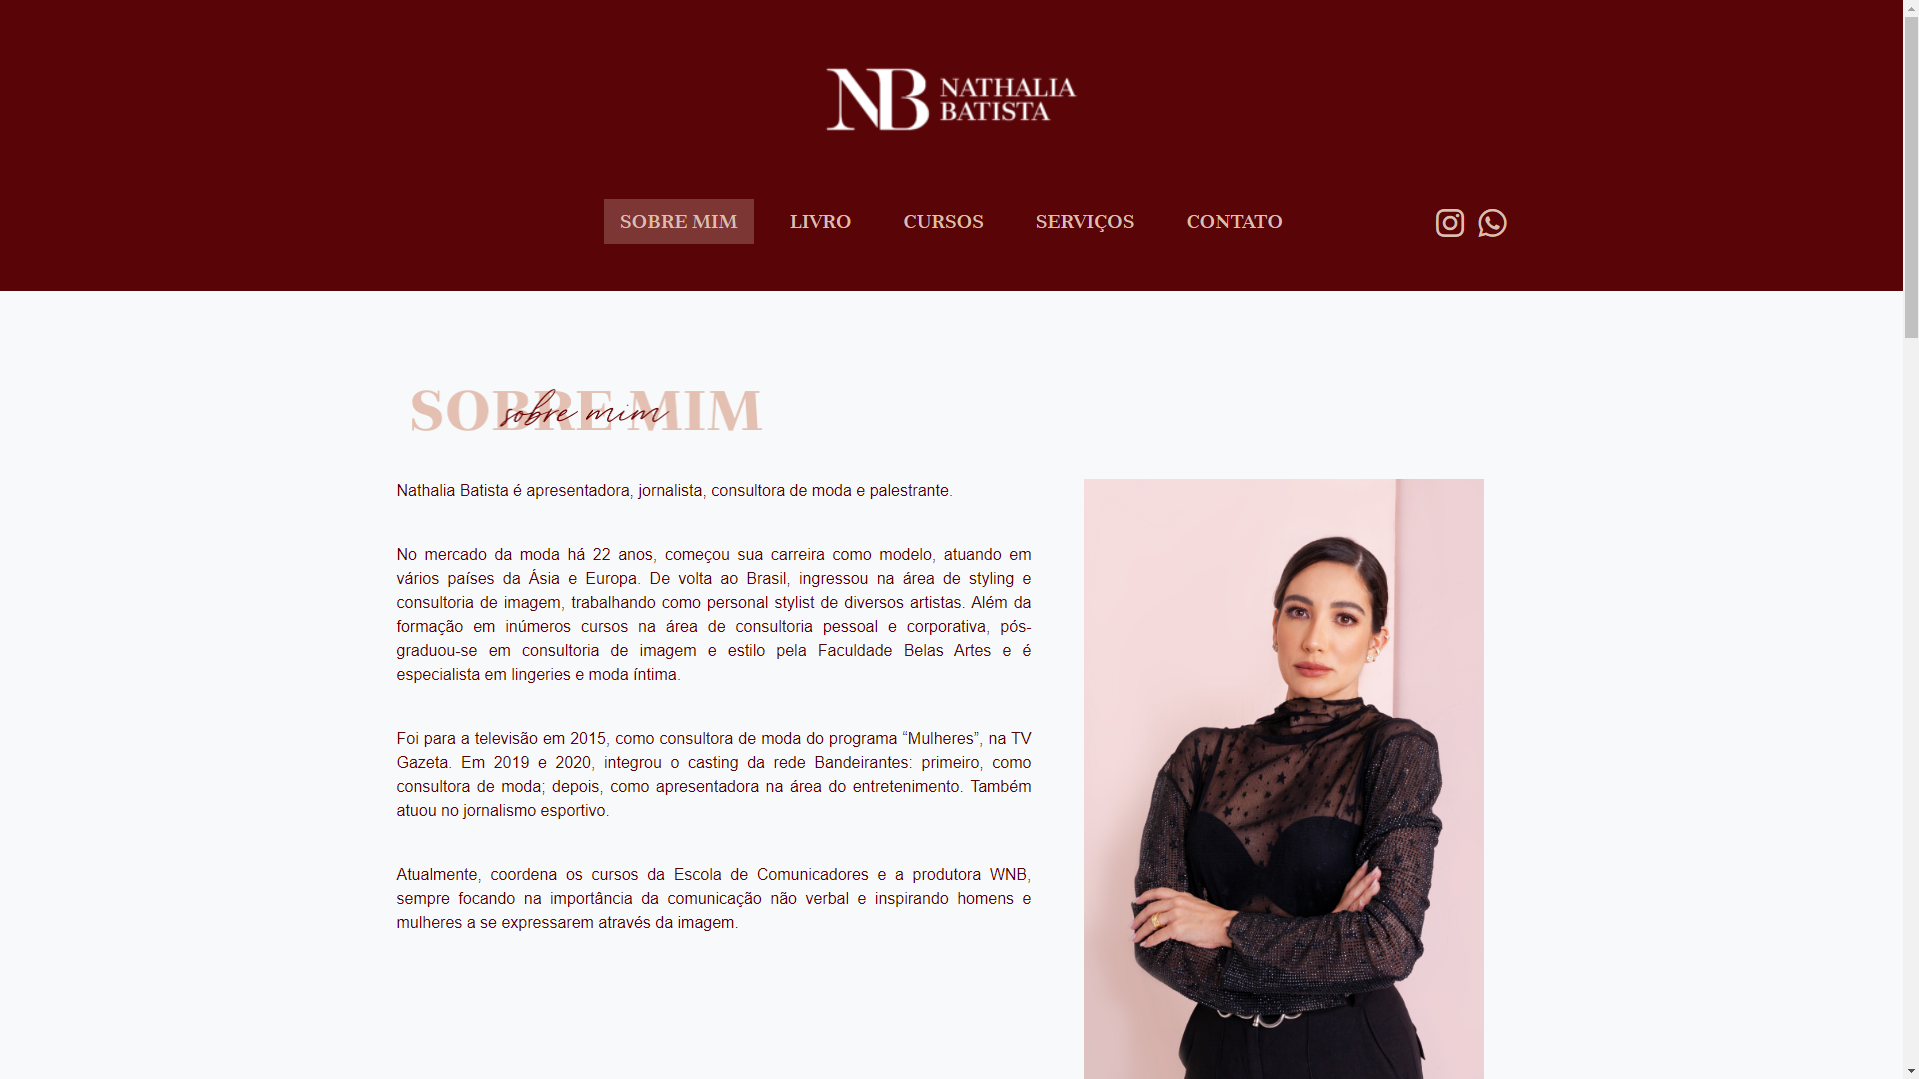 NB NATHALIA
BATISTA
SOBRE MIM LIVRO CURSOS SERVIÇOS CONTATO
SOBRE MIM
sobre mim
Nathalia Batista é apresentadora, jornalista, consultora de moda e palestrante.
No mercado da moda há 22 anos, começou sua carreira como modelo, atuando em
vários países da Ásia e Europa. De volta ao Brasil, ingressou na área de styling e
consultoria de imagem, trabalhando como personal stylist de diversos artistas. Além da
formação em inúmeros cursos na área de consultoria pessoal e corporativa, pós-
graduou-se em consultoria de imagem e estilo pela Faculdade Belas Artes e é
especialista em lingeries e moda íntima.
Foi para a televisão em 2015, como consultora de moda do programa “Mulheres”, na TV
Gazeta. Em 2019 e 2020, integrou o casting da rede Bandeirantes: primeiro, como
consultora de moda; depois, como apresentadora na área do entretenimento. Também
atuou no jornalismo esportivo.
Atualmente, coordena os cursos da Escola de Comunicadores e a produtora WNB,
sempre focando na importância da comunicação não verbal e inspirando homens e
mulheres a se expressarem através da imagem.